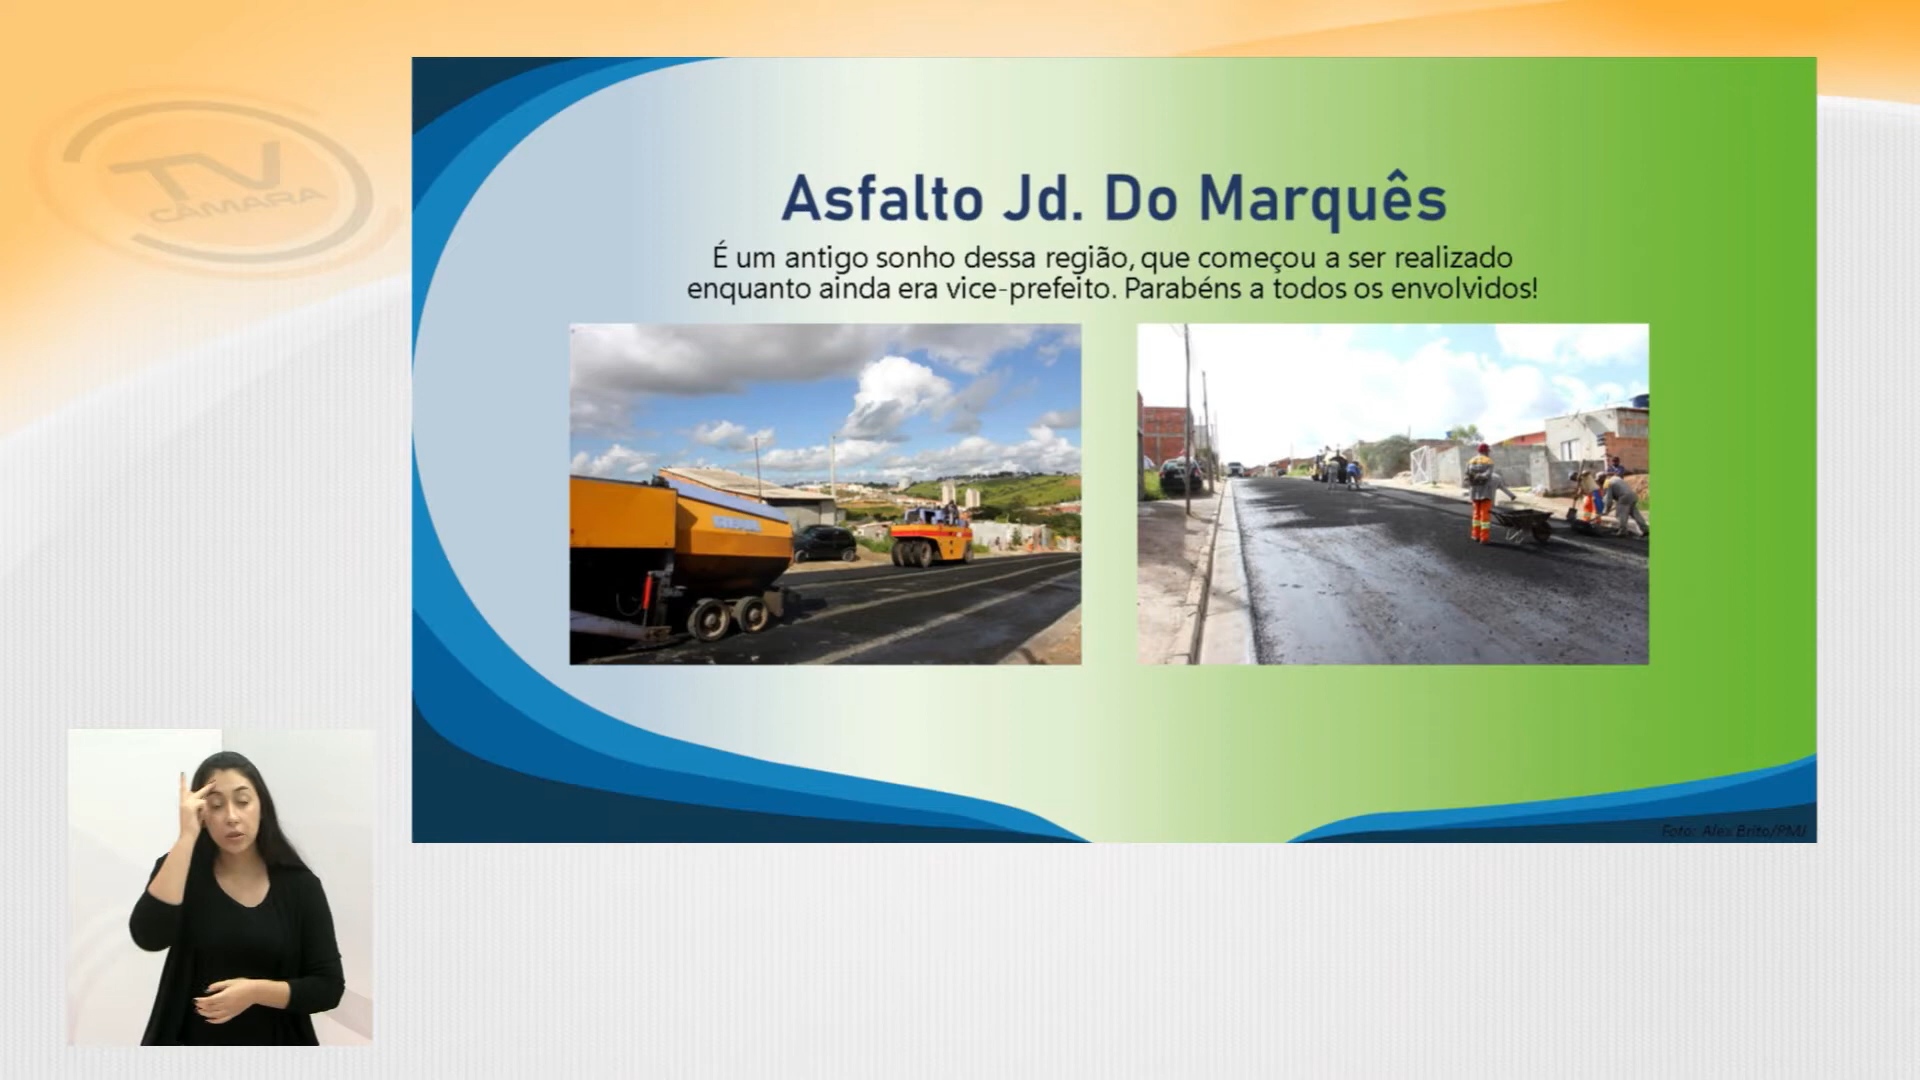 TV
CÂMARA
Asfalto Jd. Do Marquês
É um antigo sonho dessa região, que começou a ser realizado
enquanto ainda era vice-prefeito. Parabéns a todos os envolvidos!
Foto: Alex Brito/PMJ